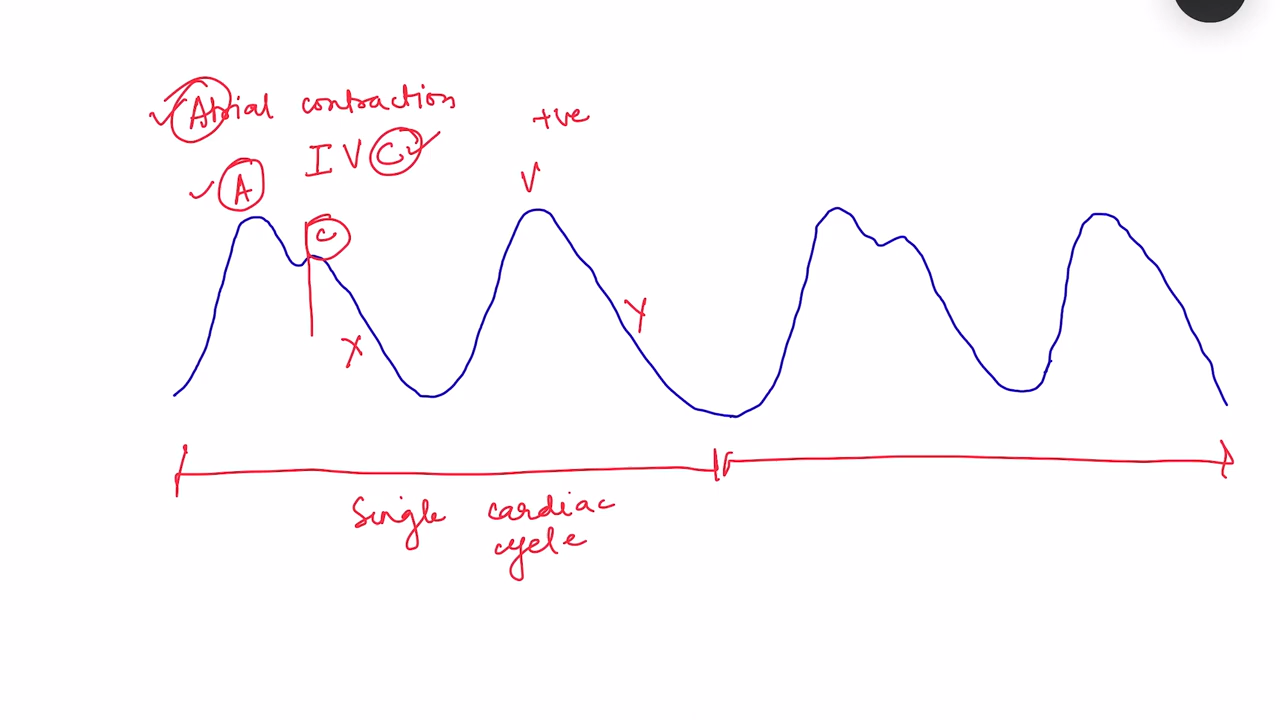 Atrial contraction
+ve
IVC
A
V
C
Y
X
Single cardiac
cycle